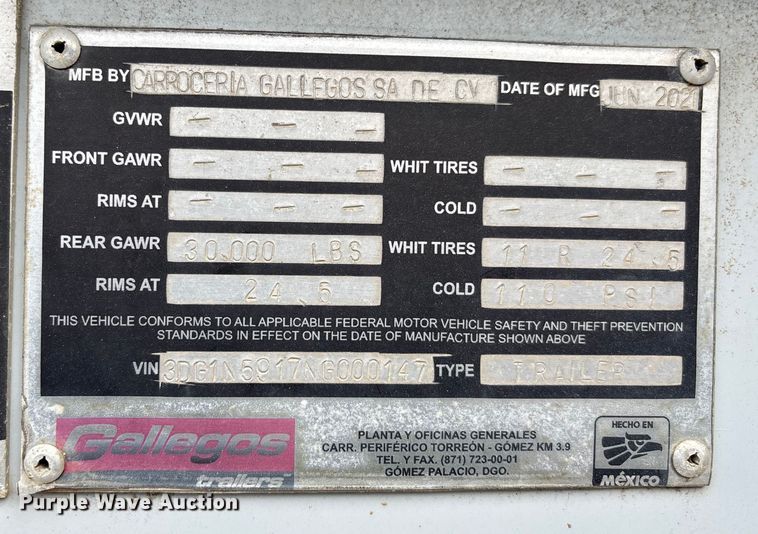 MFB BY CARROCERIA GALLEGOS SA DE CV DATE OF MFG JUN 202
GVWR — — —
FRONT GAWR — — — WHIT TIRES — — —
RIMS AT — — — COLD — — —
REAR GAWR 30.000 LBS WHIT TIRES 11 R 24.5
RIMS AT 24.5 COLD 110 PSI
THIS VEHICLE CONFORMS TO ALL APPLICABLE FEDERAL MOTOR VEHICLE SAFETY AND THEFT PREVENTION
STANDARDS IN EFFECT ON THE DATE OF MANUFACTURE SHOWN ABOVE
VIN 3DG1N5917NG000147 TYPE TRAILER
Gallegos
trailers
PLANTA Y OFICINAS GENERALES
CARR. PERIFÉRICO TORREÓN - GÓMEZ KM 3.9
TEL. Y FAX. (871) 723-00-01
GÓMEZ PALACIO, DGO.
HECHO EN
MÉXICO
Purple Wave Auction